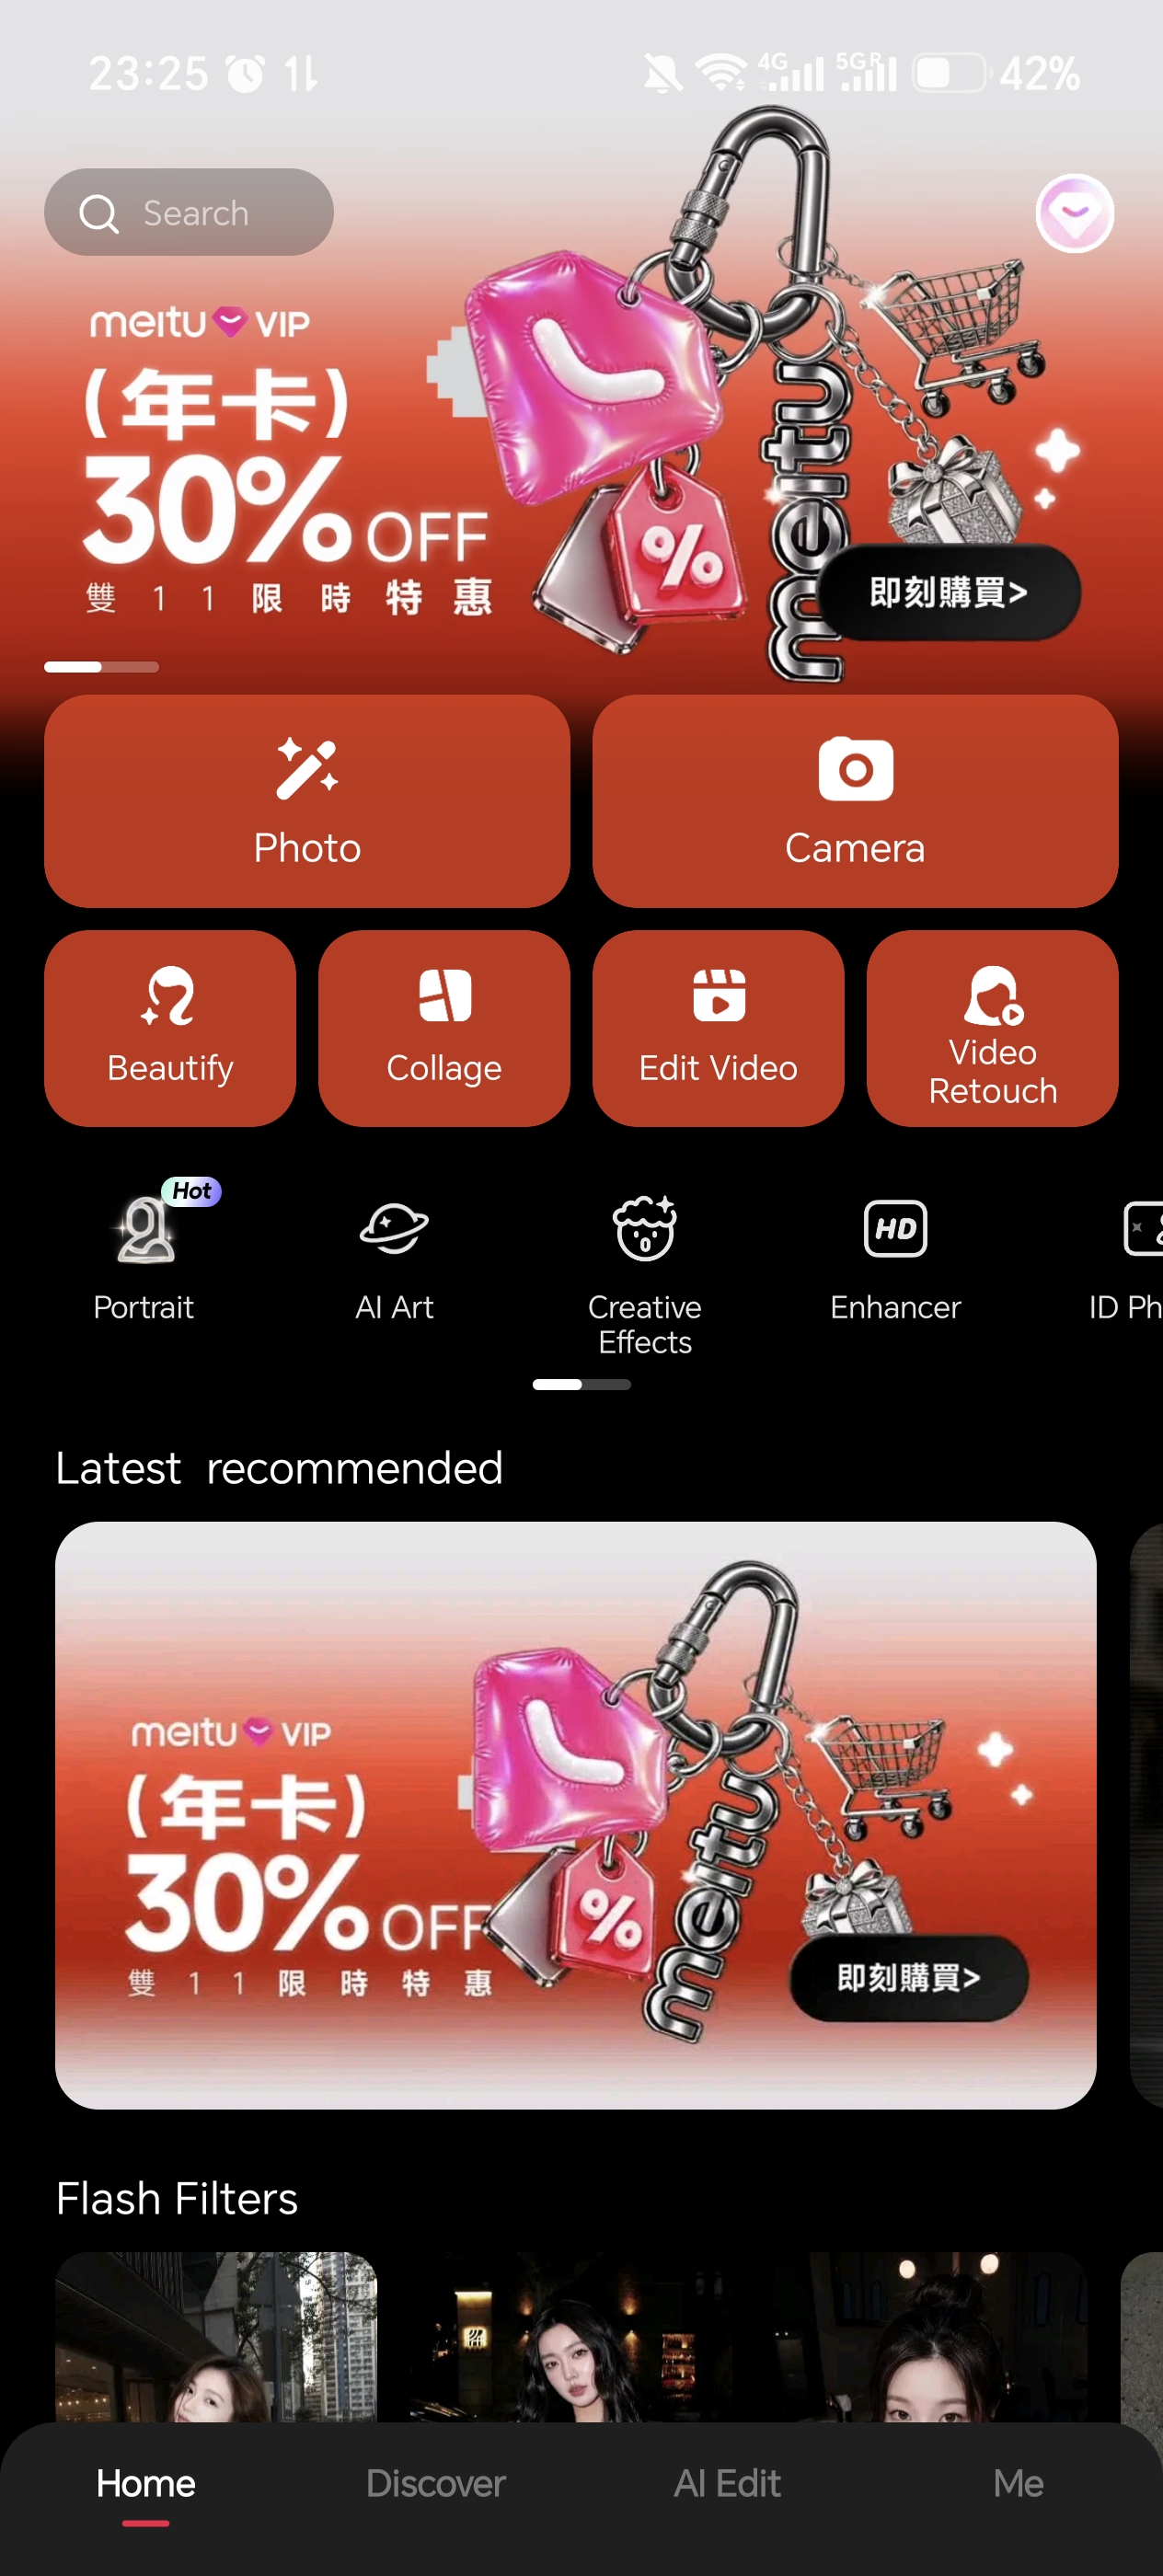 23:25
4G 5G R 42%
Search
meitu VIP
(年卡)
30% OFF
雙11限時特惠
meitu
%
即刻購買>
Photo
Camera
Beautify
Collage
Edit Video
Video
Retouch
Hot
Portrait
AI Art
Creative
Effects
HD
Enhancer
ID Ph
Latest recommended
meitu VIP
(年卡)
30% OFF
雙11限時特惠
%
meitu
即刻購買>
Flash Filters
Home
Discover
AI Edit
Me